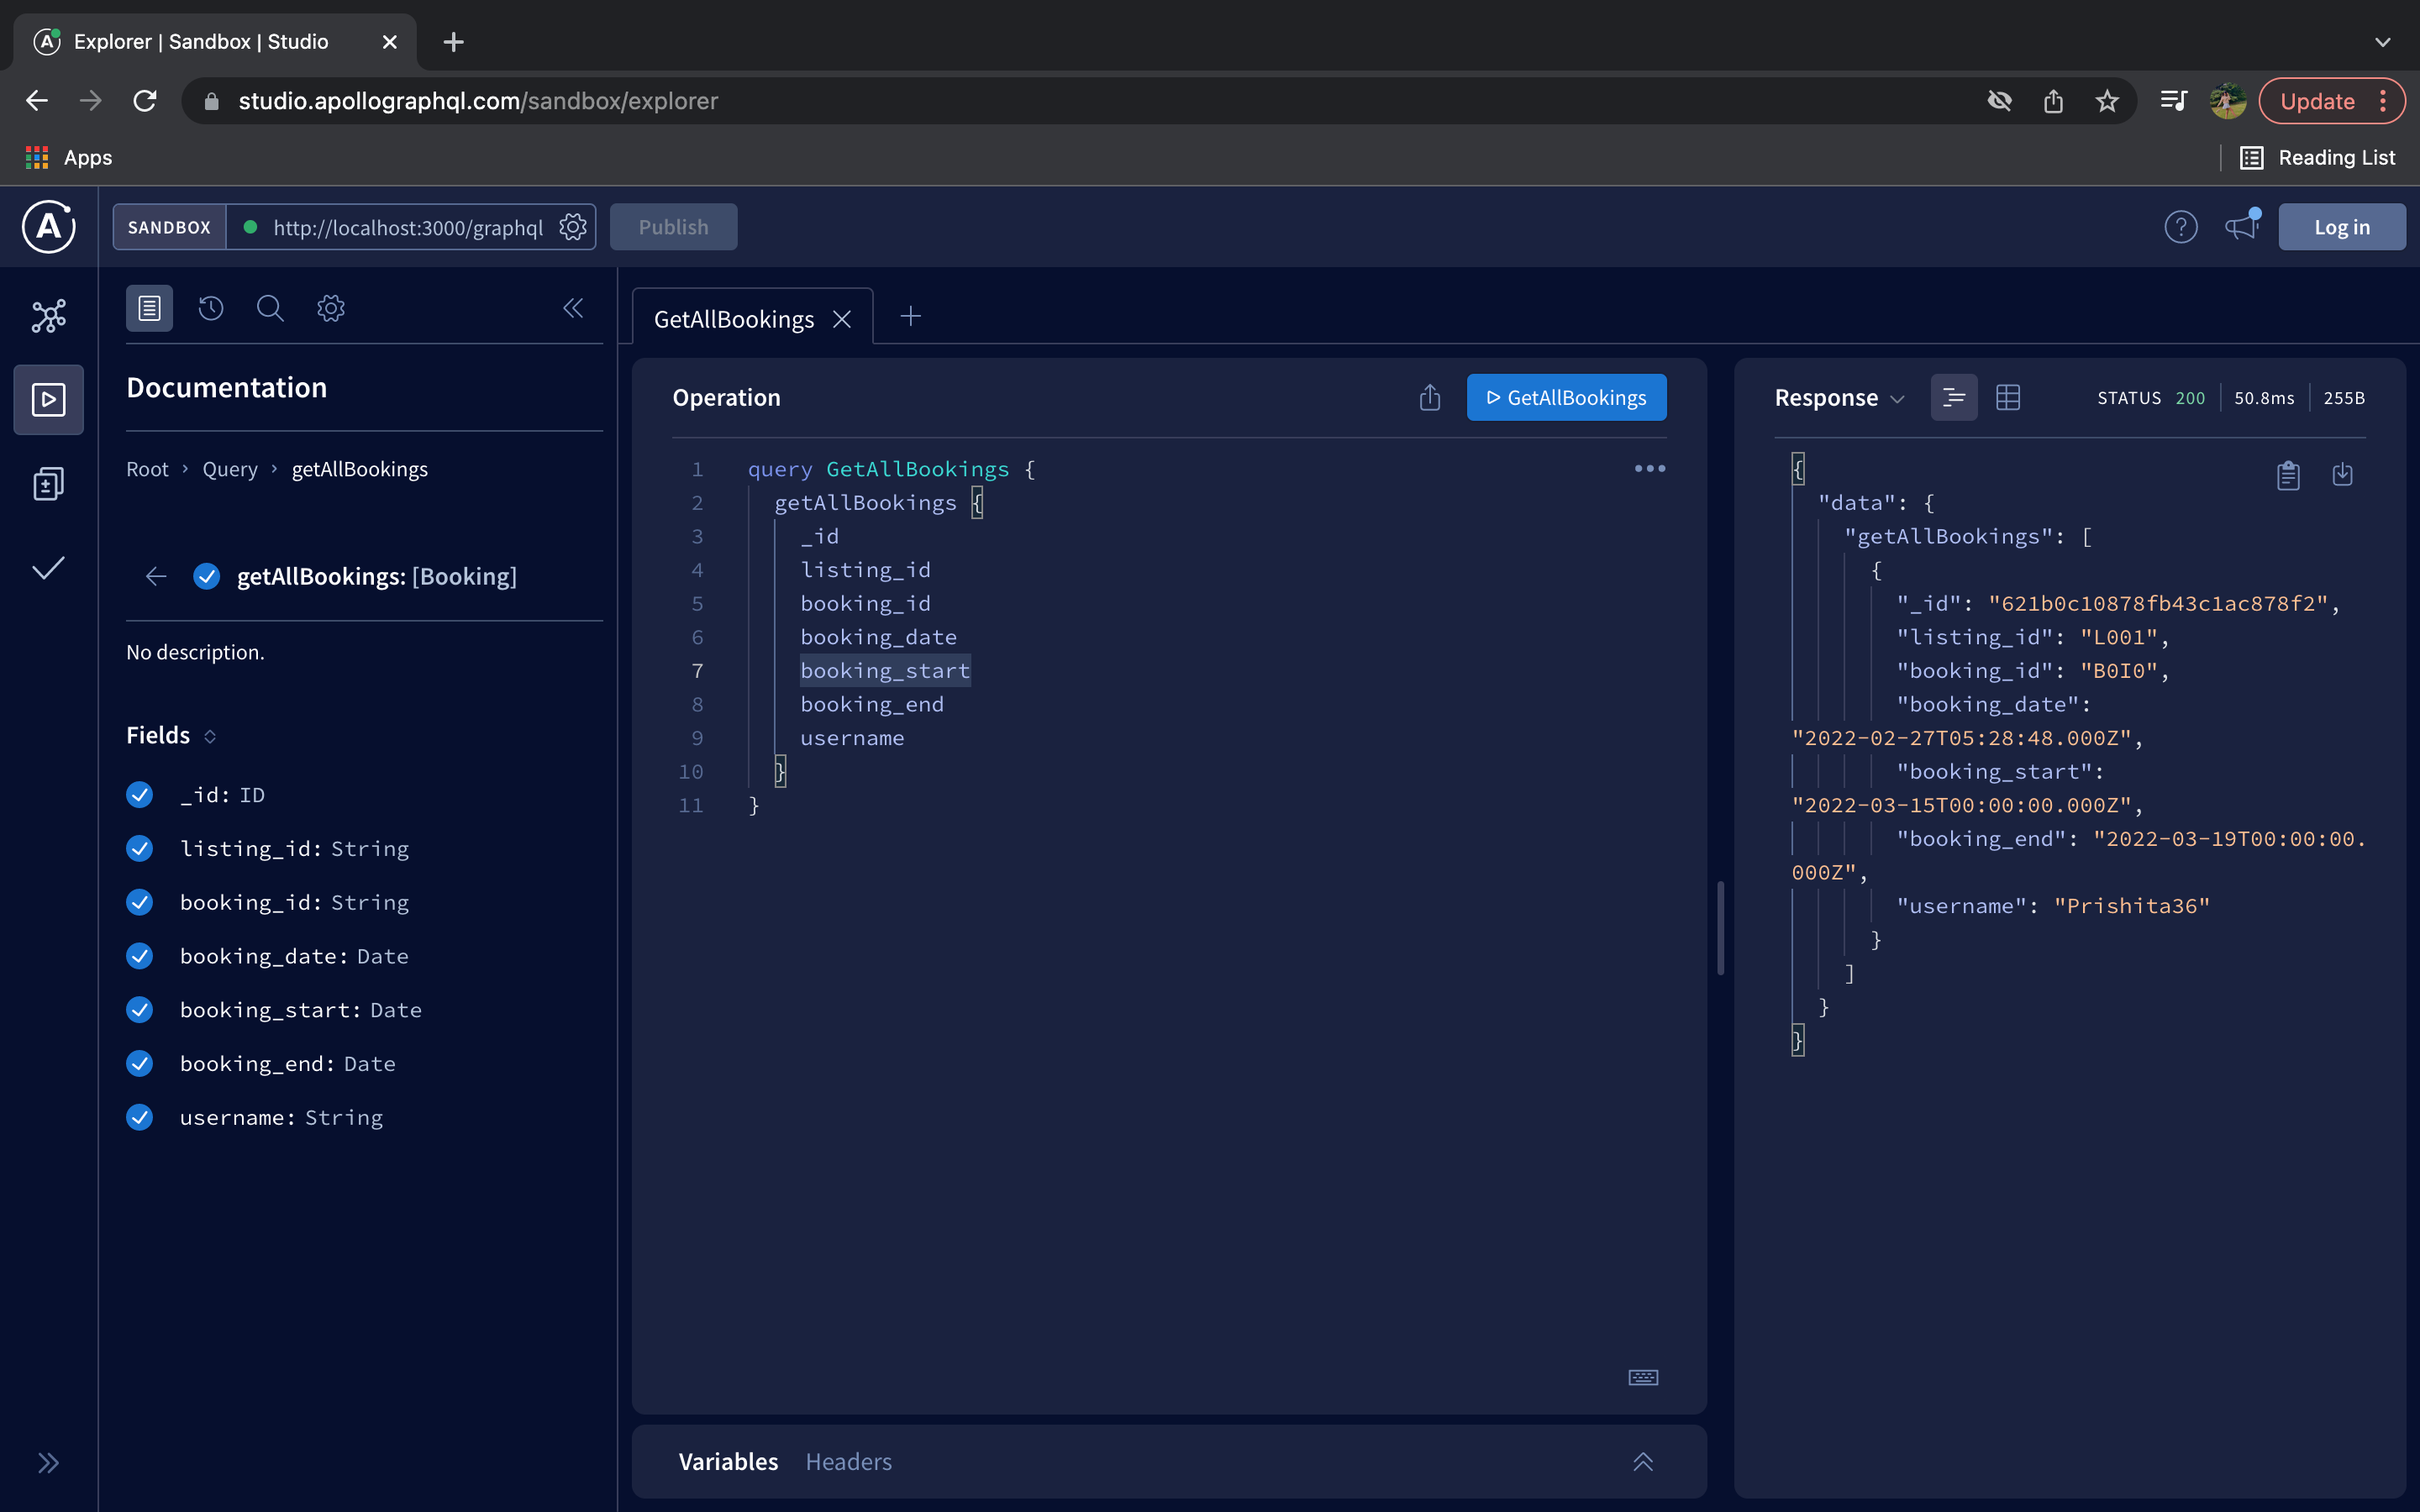 Explorer | Sandbox | Studio
studio.apollographql.com/sandbox/explorer
Update
Apps
Reading List
SANDBOX
http://localhost:3000/graphql
Publish
Log in
GetAllBookings
Documentation
Root › Query › getAllBookings
getAllBookings: [Booking]
No description.
Fields
_id: ID
listing_id: String
booking_id: String
booking_date: Date
booking_start: Date
booking_end: Date
username: String
Operation
GetAllBookings
1 query GetAllBookings {
2 getAllBookings {
3 _id
4 listing_id
5 booking_id
6 booking_date
7 booking_start
8 booking_end
9 username
10 }
11 }
Variables Headers
Response
STATUS 200 50.8ms 255B
{
"data": {
"getAllBookings": [
{
"_id": "621b0c10878fb43c1ac878f2",
"listing_id": "L001",
"booking_id": "B0I0",
"booking_date":
"2022-02-27T05:28:48.000Z",
"booking_start":
"2022-03-15T00:00:00.000Z",
"booking_end": "2022-03-19T00:00:00.
000Z",
"username": "Prishita36"
}
]
}
}